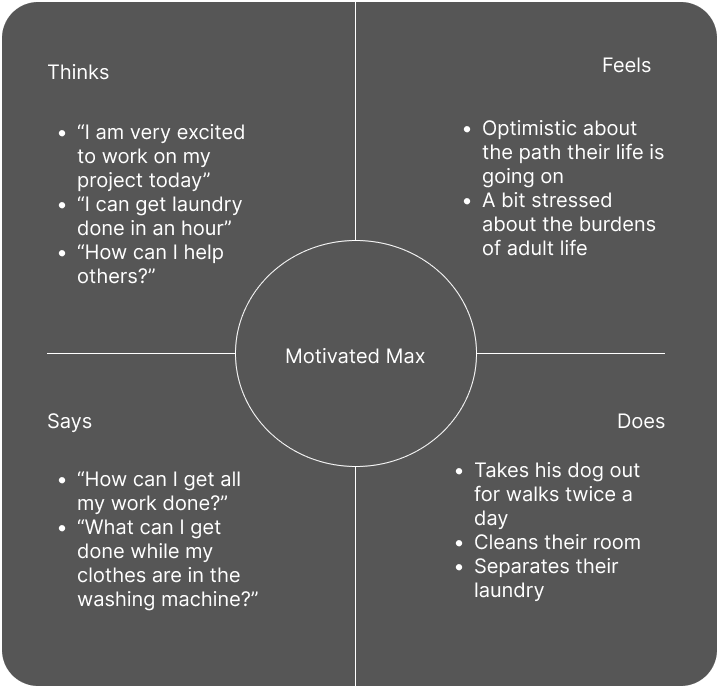 Thinks
• “I am very excited
to work on my
project today”
• “I can get laundry
done in an hour”
• “How can I help
others?”
Feels
• Optimistic about
the path their life is
going on
• A bit stressed
about the burdens
of adult life
Motivated Max
Says
• “How can I get all
my work done?”
• “What can I get
done while my
clothes are in the
washing machine?”
Does
• Takes his dog out
for walks twice a
day
• Cleans their room
• Separates their
laundry